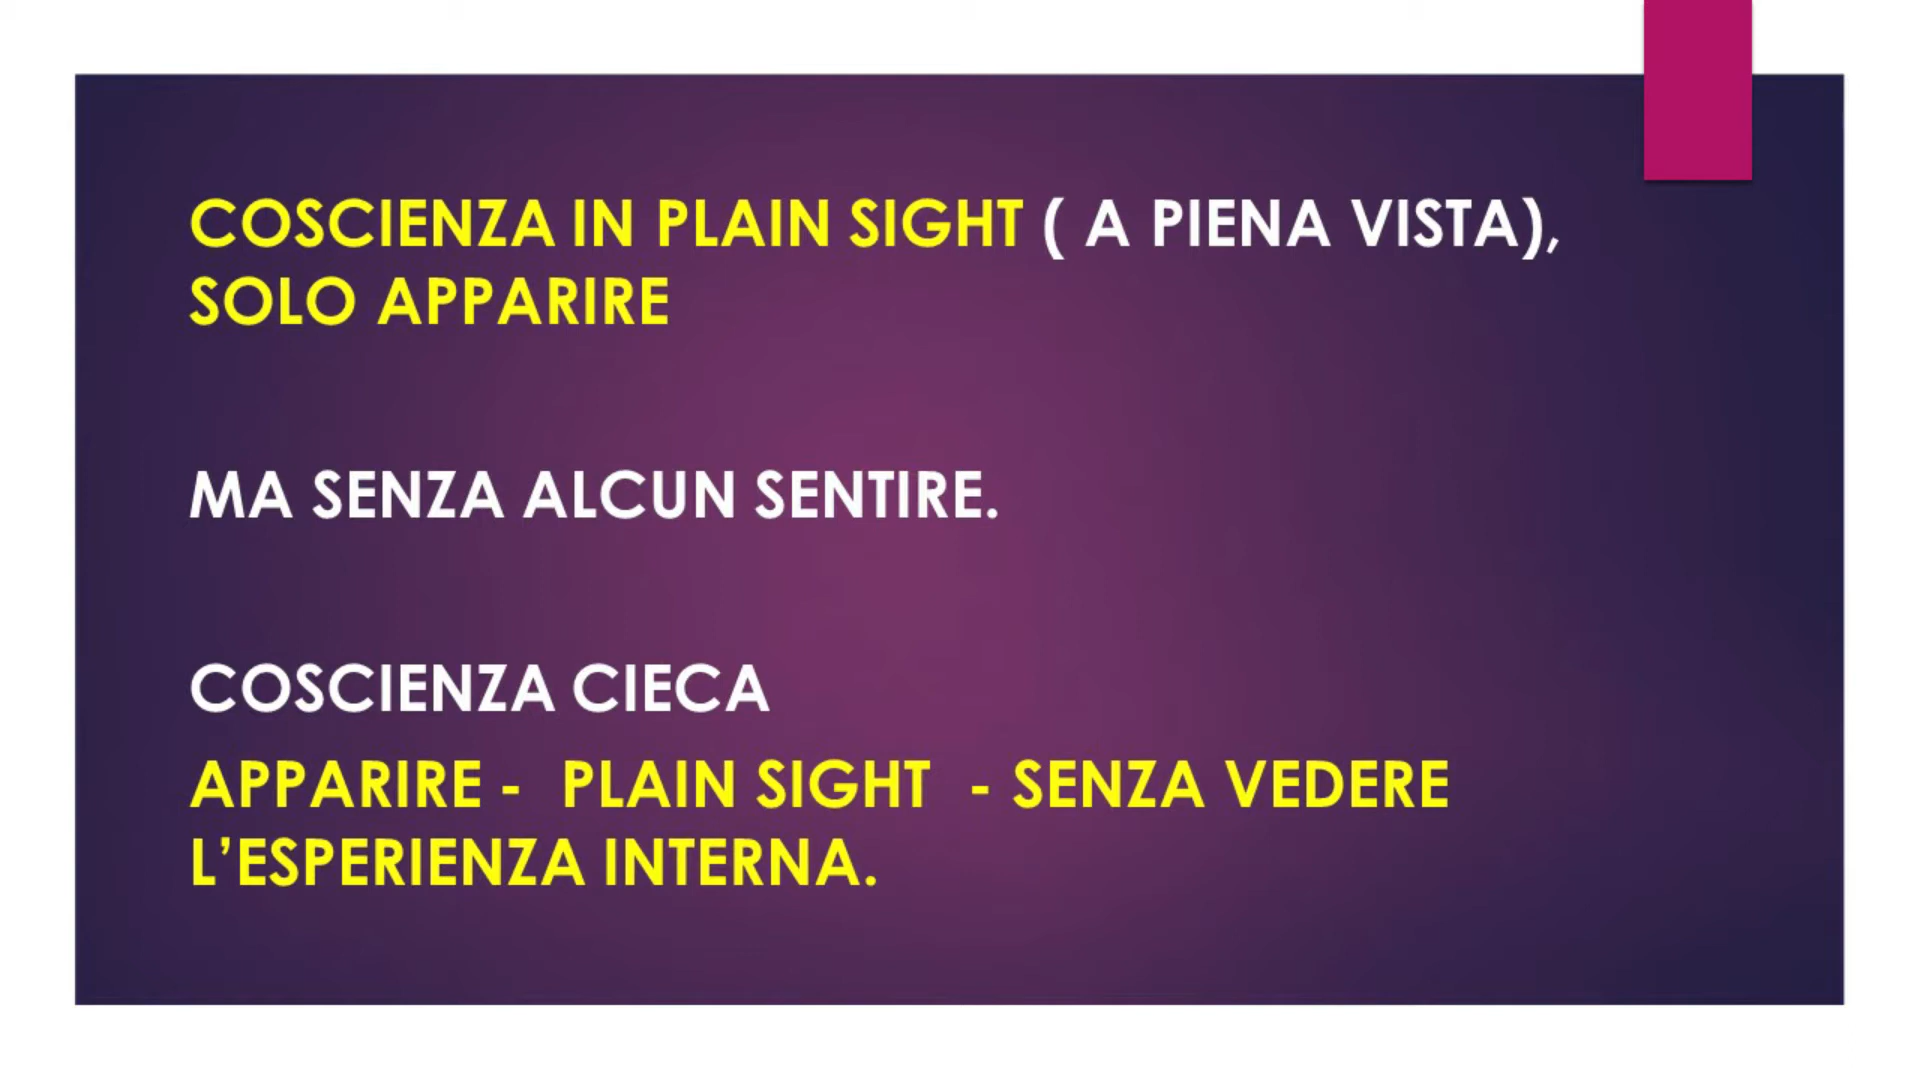 COSCIENZA IN PLAIN SIGHT ( A PIENA VISTA),
SOLO APPARIRE
MA SENZA ALCUN SENTIRE.
COSCIENZA CIECA
APPARIRE - PLAIN SIGHT - SENZA VEDERE
L’ESPERIENZA INTERNA.